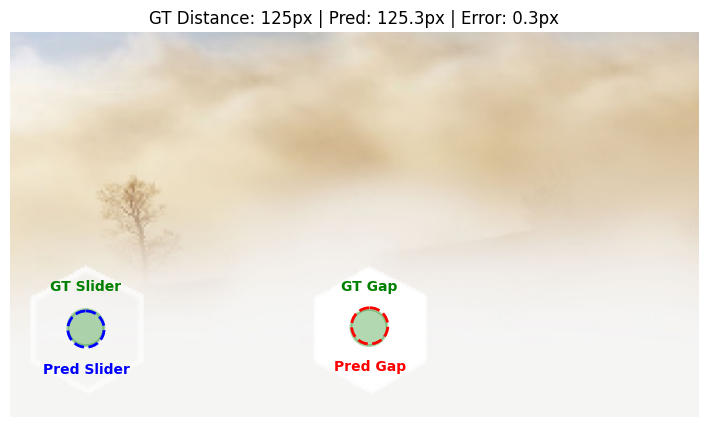 GT Distance: 125px | Pred: 125.3px | Error: 0.3px
GT Slider
GT Gap
Pred Slider
Pred Gap